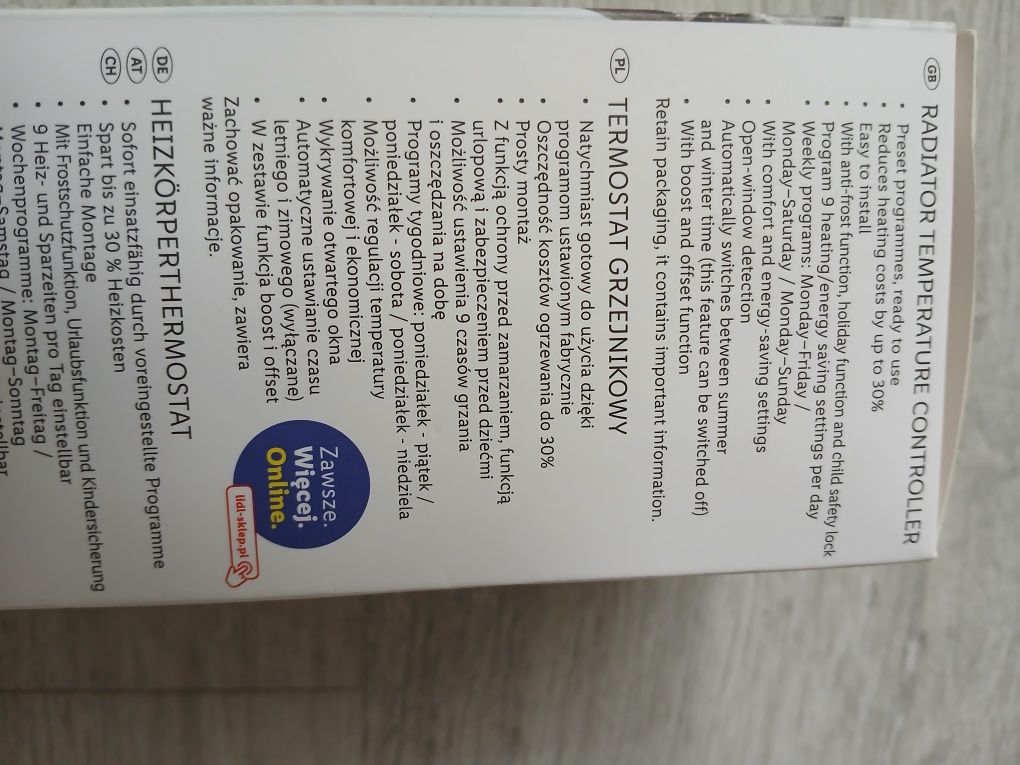 GB RADIATOR TEMPERATURE CONTROLLER
• Preset programmes, ready to use
• Reduces heating costs by up to 30%
• Easy to install
• With anti-frost function, holiday function and child safety lock
• Program 9 heating/energy saving settings per day
• Weekly programs: Monday–Friday /
Monday–Saturday / Monday–Sunday
• With comfort and energy-saving settings
• Open-window detection
• Automatically switches between summer
and winter time (this feature can be switched off)
• With boost and offset function
Retain packaging, it contains important information.
PL TERMOSTAT GRZEJNIKOWY
• Natychmiast gotowy do użycia dzięki
programom ustawionym fabrycznie
• Oszczędność kosztów ogrzewania do 30%
• Prosty montaż
• Z funkcją ochrony przed zamarzaniem, funkcją
urlopową i zabezpieczeniem przed dziećmi
• Możliwość ustawienia 9 czasów grzania
i oszczędzania na dobę
• Programy tygodniowe: poniedziałek - piątek /
poniedziałek - sobota / poniedziałek - niedziela
• Możliwość regulacji temperatury
komfortowej i ekonomicznej
• Wykrywanie otwartego okna
• Automatyczne ustawianie czasu
letniego i zimowego (wyłączane)
• W zestawie funkcja boost i offset
Zachować opakowanie, zawiera
ważne informacje.
Zawsze.
Więcej.
Online.
lidl-sklep.pl
DE AT CH HEIZKÖRPERTHERMOSTAT
• Sofort einsatzfähig durch voreingestellte Programme
• Spart bis zu 30 % Heizkosten
• Einfache Montage
• Mit Frostschutzfunktion, Urlaubsfunktion und Kindersicherung
• 9 Heiz- und Sparzeiten pro Tag einstellbar
• Wochenprogramme: Montag–Freitag /
Montag–Samstag / Montag–Sonntag